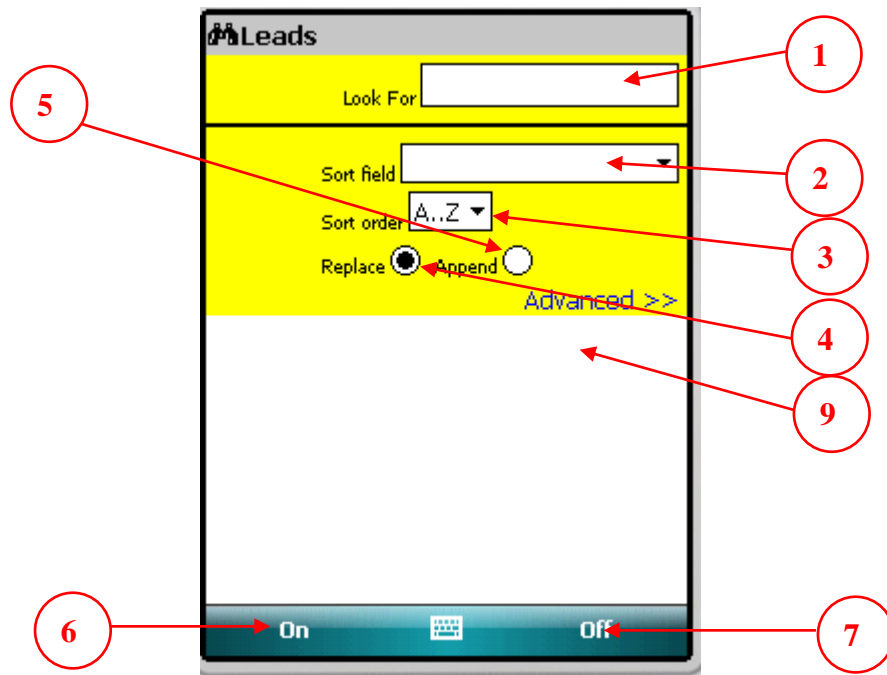 Leads
1
Look For
5
Sort field
2
Sort order A..Z
3
Replace Append
Advanced >>
4
9
6
On
Off
7